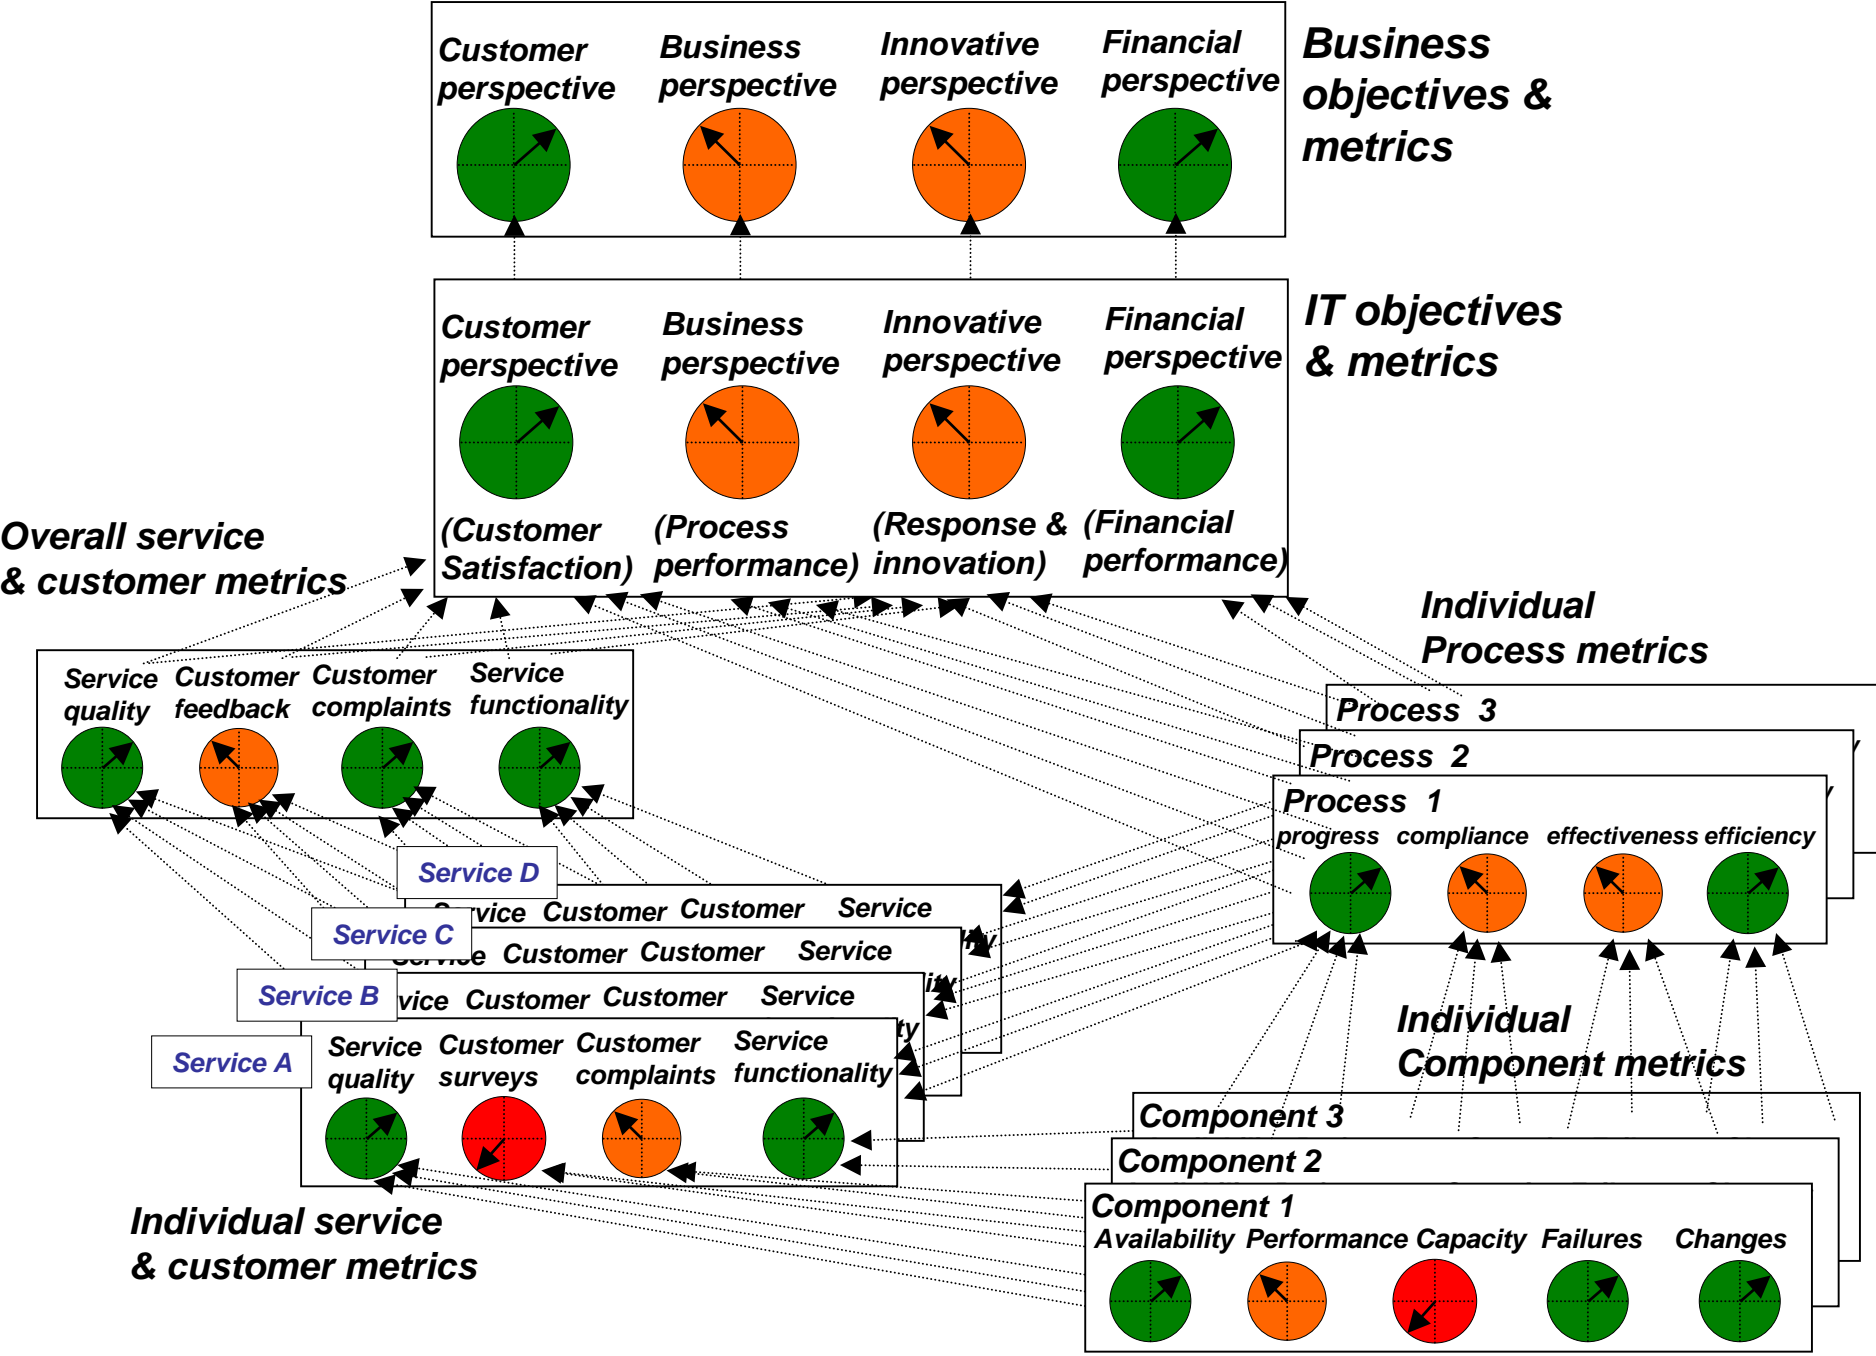 Customer
perspective
Business
perspective
Innovative
perspective
Financial
perspective
Business
objectives &
metrics
Customer
perspective
Business
perspective
Innovative
perspective
Financial
perspective
IT objectives
& metrics
(Customer
Satisfaction)
(Process
performance)
(Response &
innovation)
(Financial
performance)
Overall service
& customer metrics
Service
quality
Customer
feedback
Customer
complaints
Service
functionality
Individual
Process metrics
Process 3
Process 2
Process 1
progress compliance effectiveness efficiency
Service D
Service Customer Customer Service
Service C
Service Customer Customer Service
Service B
Customer Customer Service
Service A
Service
quality
Customer
surveys
Customer
complaints
Service
functionality
Individual service
& customer metrics
Individual
Component metrics
Component 3
Component 2
Component 1
Availability Performance Capacity Failures Changes